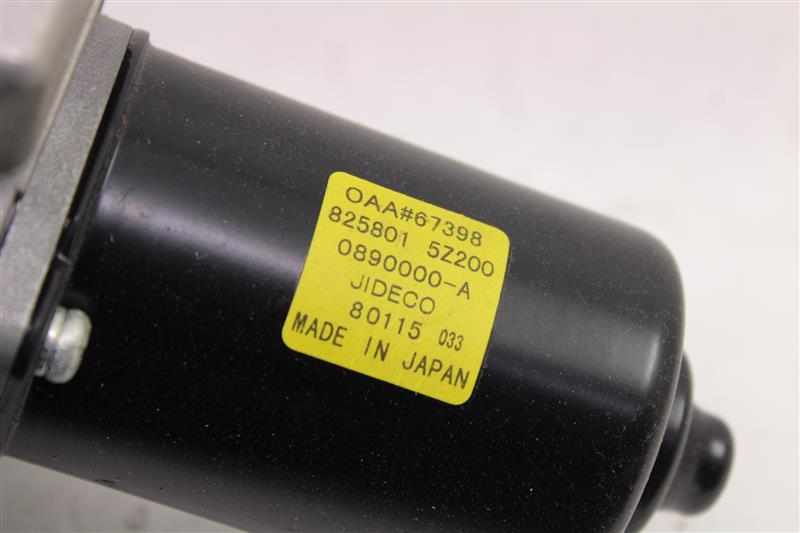 OAA#67398
825801 5Z200
0890000-A
JIDECO
80115 033
MADE IN JAPAN